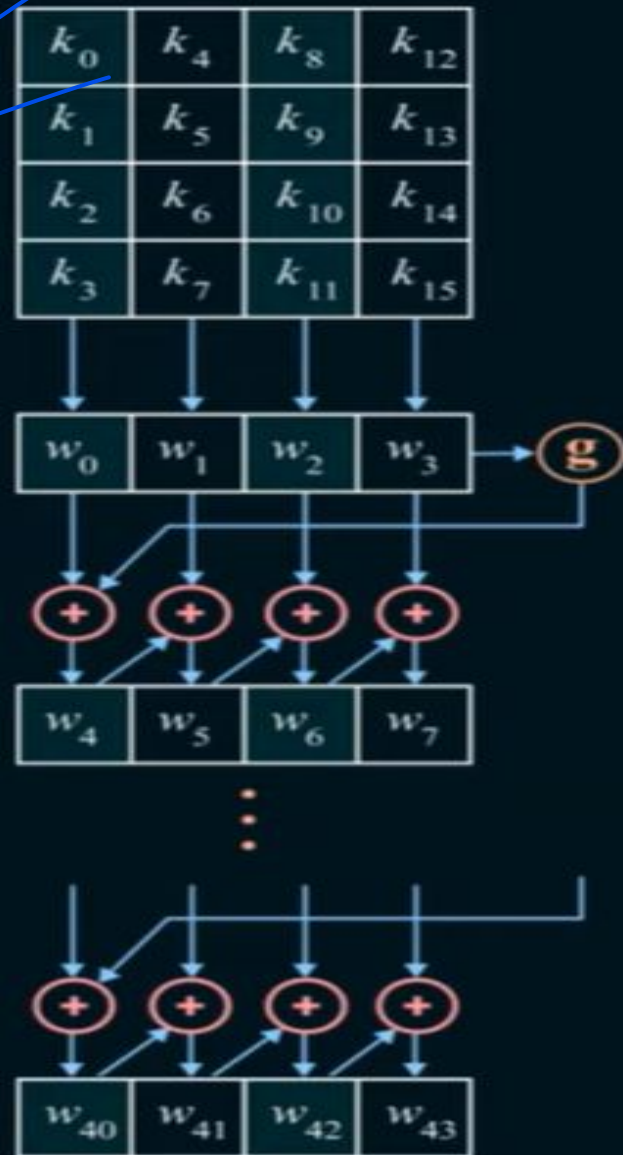 k₀ k₄ k₈ k₁₂
k₁ k₅ k₉ k₁₃
k₂ k₆ k₁₀ k₁₄
k₃ k₇ k₁₁ k₁₅
w₀ w₁ w₂ w₃ g
+ + + +
w₄ w₅ w₆ w₇
+ + + +
w₄₀ w₄₁ w₄₂ w₄₃